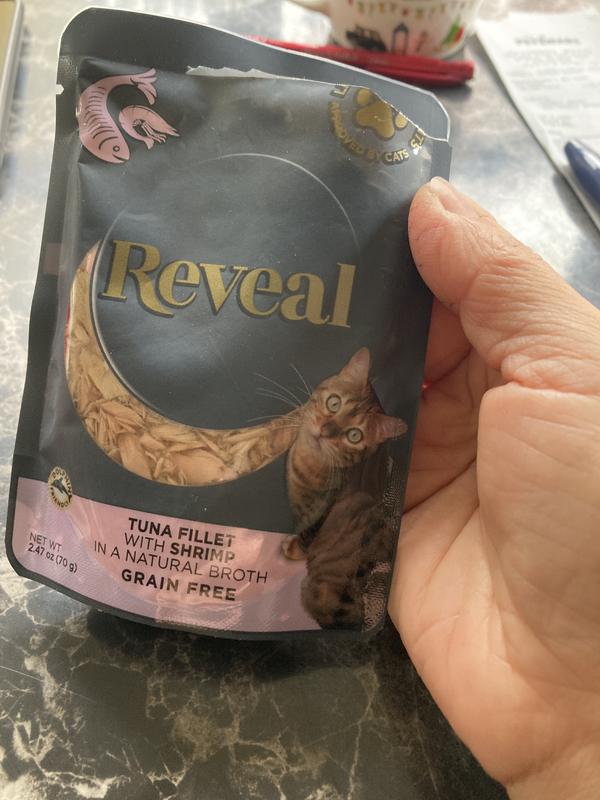 APPROVED BY CATS
Reveal
TUNA FILLET
WITH SHRIMP
IN A NATURAL BROTH
GRAIN FREE
NET WT
2.47 oz (70 g)